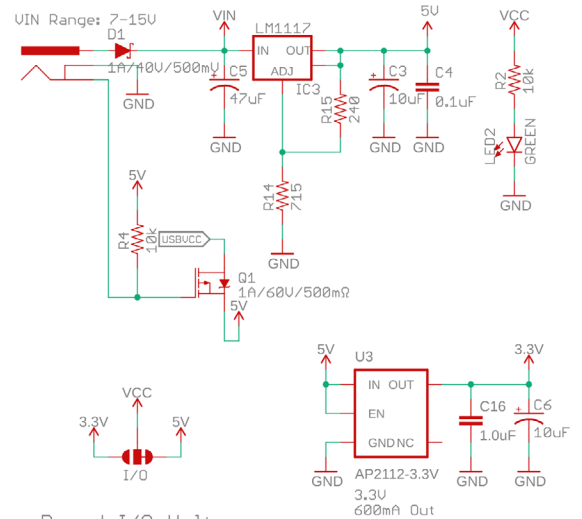 VIN Range: 7-15V
D1
1A/40V/500mV
GND
VIN
C5
47uF
GND
LM1117
IN OUT
ADJ
IC3
R15
240
R14
715
GND
5V
C3
10uF
C4
0.1uF
GND
GND
VCC
R2
10k
LED2
GREEN
GND
5V
R4
10k
USBVCC
Q1
1A/60V/500mΩ
5V
VCC
3.3V
5V
I/O
5V
U3
IN OUT
EN
GND NC
AP2112-3.3V
3.3V
600mA Out
GND
3.3V
C16
1.0uF
C6
10uF
GND
GND